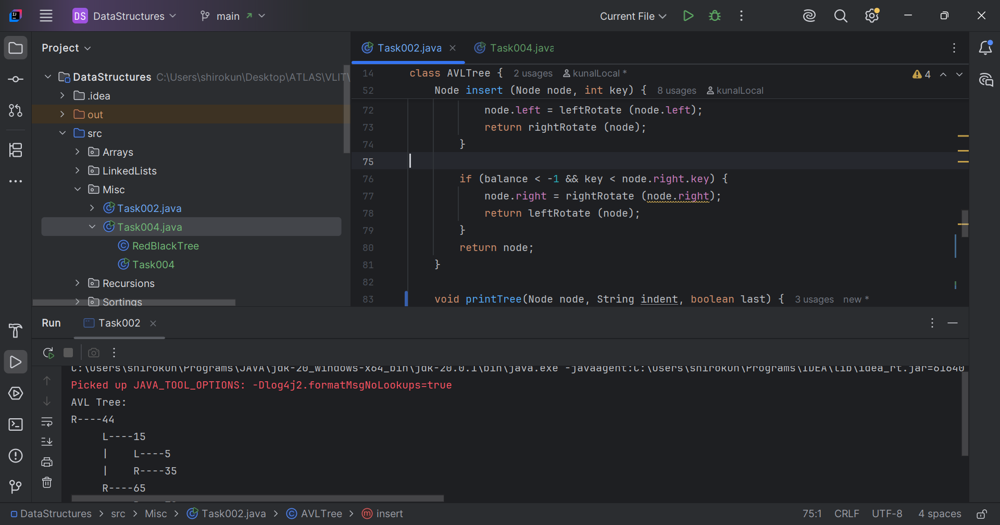 DS DataStructures main Current File
Project
DataStructures C:\Users\shirokun\Desktop\ATLAS\VLIT\
.idea
out
src
Arrays
LinkedLists
Misc
Task002.java
Task004.java
RedBlackTree
Task004
Recursions
Sortings
Task002.java Task004.java
14 class AVLTree { 2 usages kunalLocal *
4
52 Node insert (Node node, int key) { 8 usages kunalLocal
72 node.left = leftRotate (node.left);
73 return rightRotate (node);
74 }
75
76 if (balance < -1 && key < node.right.key) {
77 node.right = rightRotate (node.right);
78 return leftRotate (node);
79 }
80 return node;
81 }
82
83 void printTree(Node node, String indent, boolean last) { 3 usages new *
Run Task002
C:\Users\shirokun\Programs\JAVA\jdk-20_windows-x64_bin\jdk-20.0.1\bin\java.exe -javaagent:C:\Users\shirokun\Programs\IDEA\lib\idea_rt.jar=61640
Picked up JAVA_TOOL_OPTIONS: -Dlog4j2.formatMsgNoLookups=true
AVL Tree:
R----44
L----15
| L----5
| R----35
R----65
DataStructures > src > Misc > Task002.java > AVLTree > insert
75:1 CRLF UTF-8 4 spaces